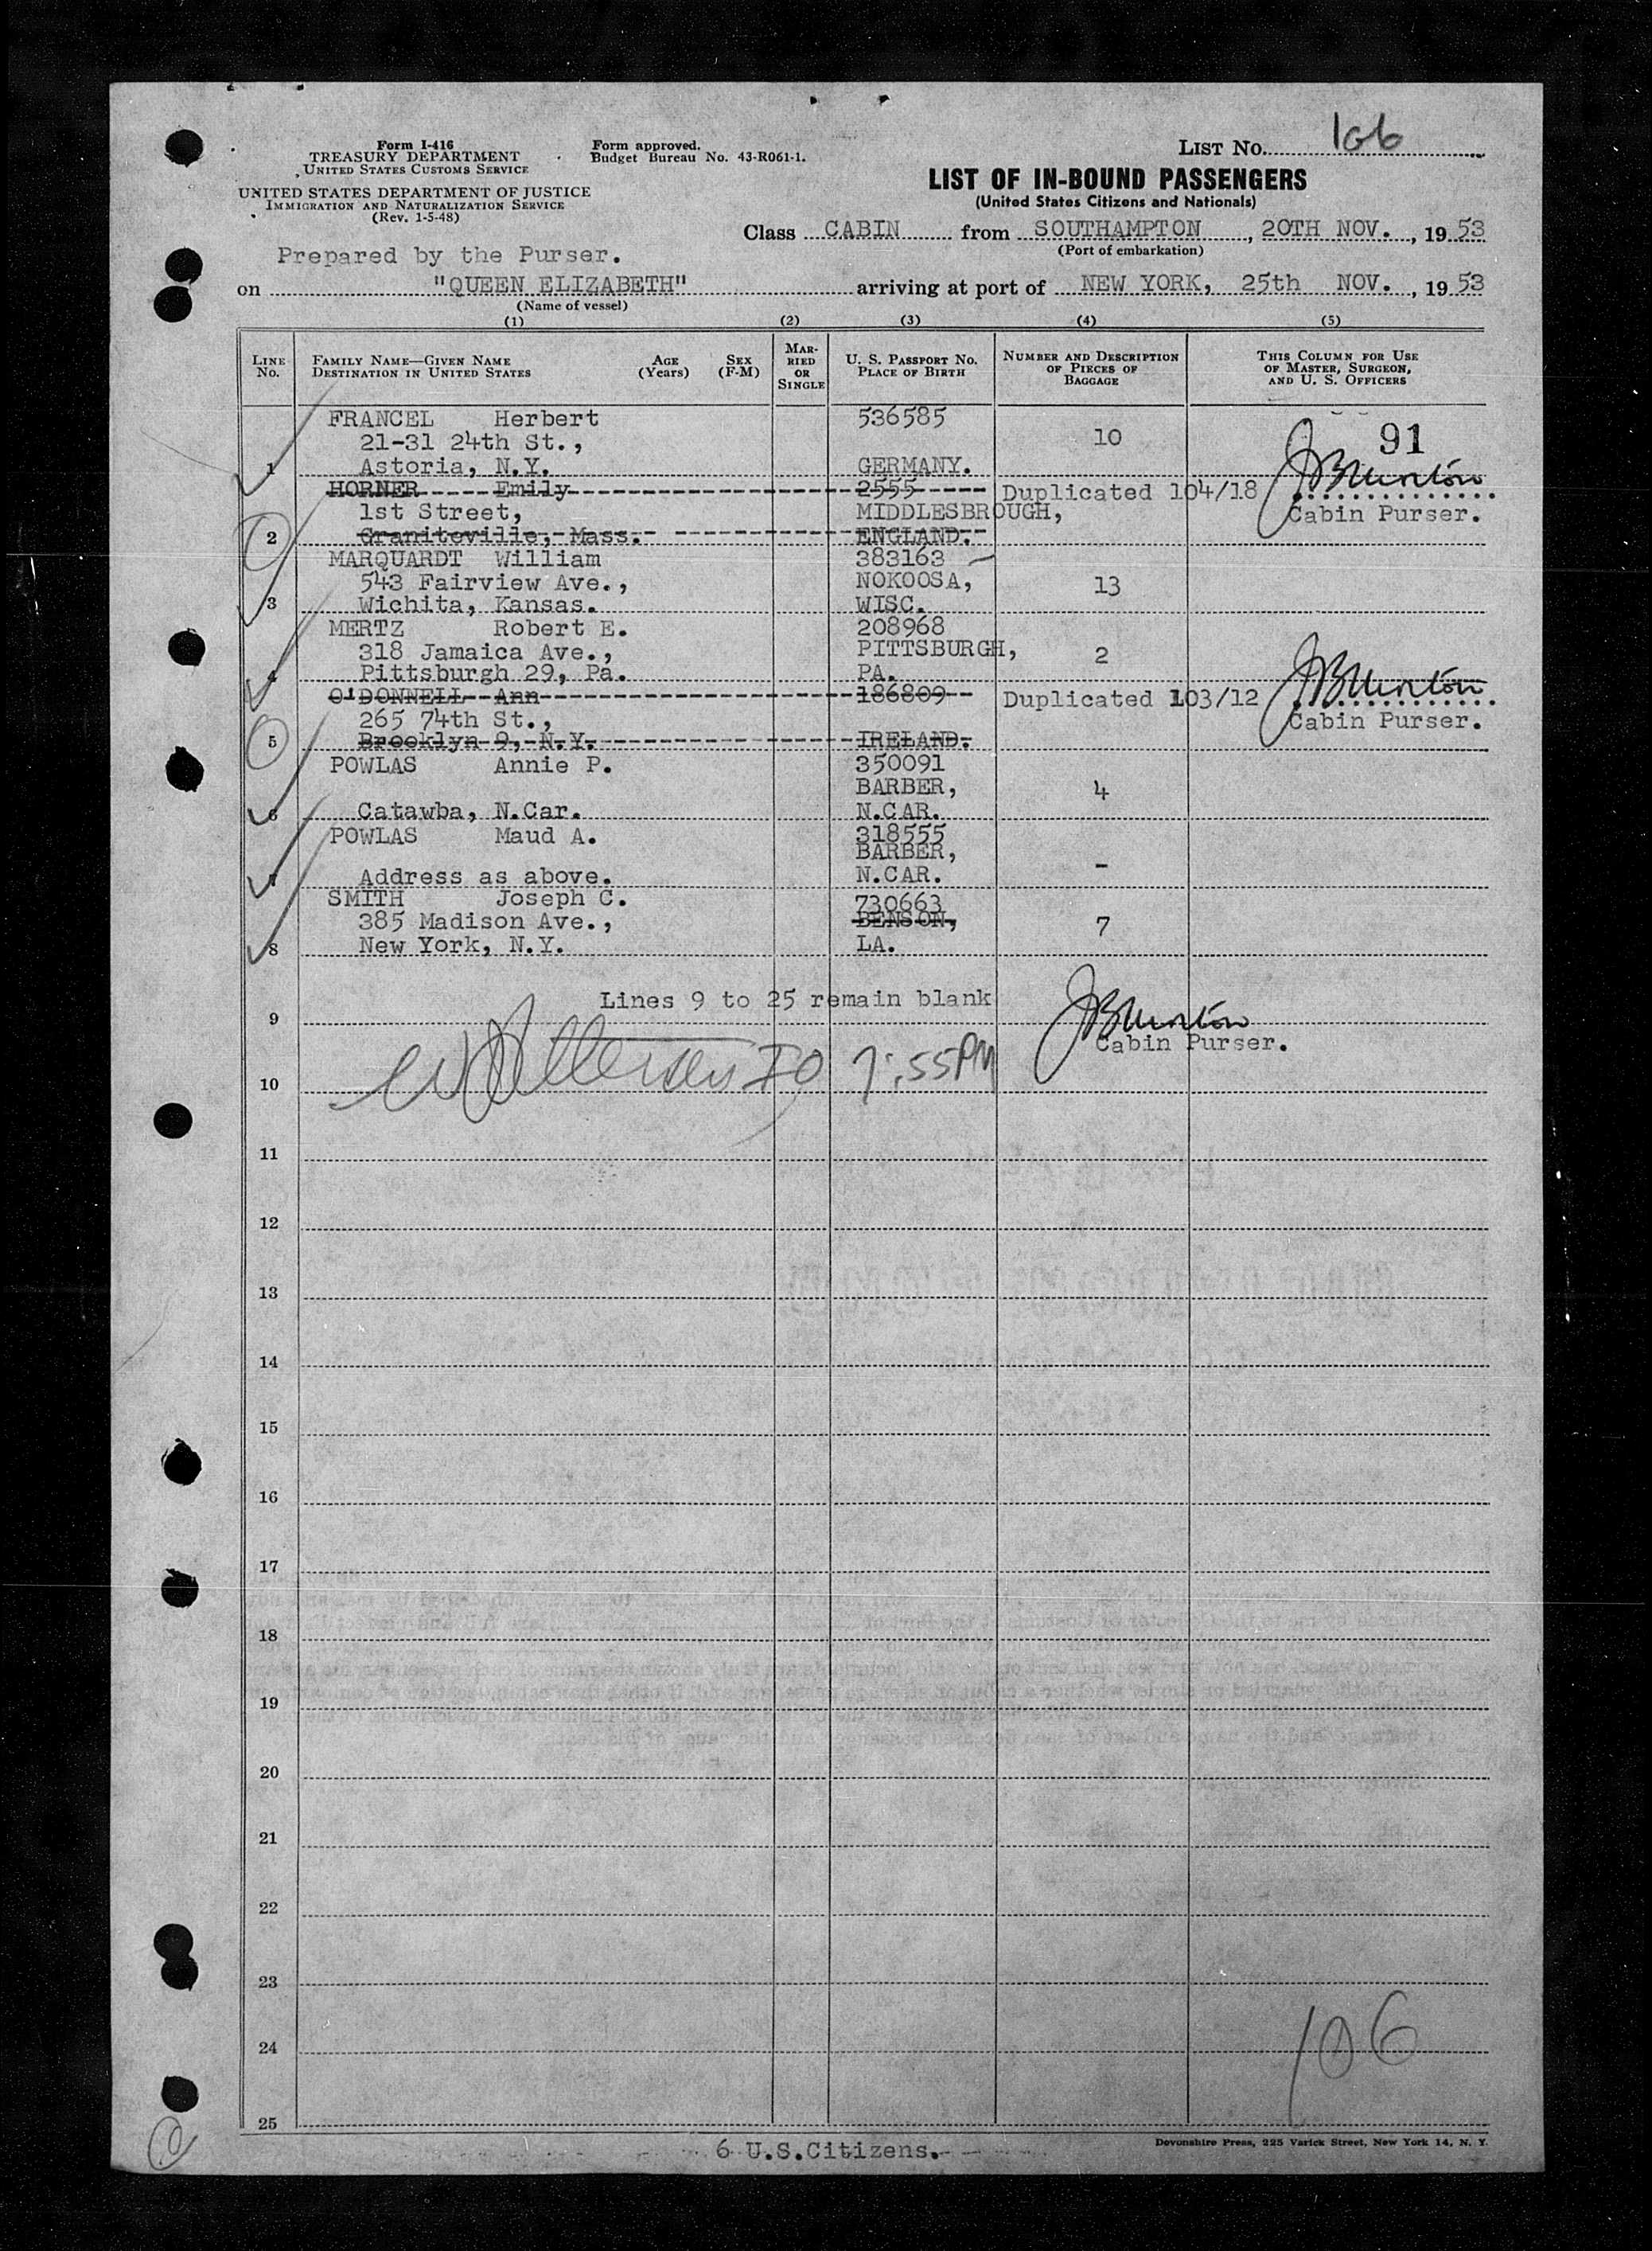 Form I-416
TREASURY DEPARTMENT
UNITED STATES CUSTOMS SERVICE
UNITED STATES DEPARTMENT OF JUSTICE
IMMIGRATION AND NATURALIZATION SERVICE
(Rev. 1-5-48)
Form approved.
Budget Bureau No. 43-R061-1.
LIST No. 106
LIST OF IN-BOUND PASSENGERS
(United States Citizens and Nationals)
Class CABIN from SOUTHAMPTON, 20TH NOV., 1953
(Port of embarkation)
Prepared by the Purser.
on "QUEEN ELIZABETH" arriving at port of NEW YORK, 25th NOV., 1953
(Name of vessel)
(1) (2) (3) (4) (5)
LINE No.
FAMILY NAME—GIVEN NAME
DESTINATION IN UNITED STATES
AGE (Years)
SEX (F-M)
MARRIED OR SINGLE
U. S. PASSPORT NO.
PLACE OF BIRTH
NUMBER AND DESCRIPTION OF PIECES OF BAGGAGE
THIS COLUMN FOR USE OF MASTER, SURGEON, AND U. S. OFFICERS
FRANCEL Herbert 536585
21-31 24th St., 10 91
1 Astoria, N.Y. GERMANY.
HORNER Emily 2555 Duplicated 104/18
1st Street, MIDDLESBROUGH, Cabin Purser.
2 Graniteville, Mass. ENGLAND.
MARQUARDT William 383163
543 Fairview Ave., NOKOOSA, 13
3 Wichita, Kansas. WISC.
MERTZ Robert E. 208968
318 Jamaica Ave., PITTSBURGH, 2
4 Pittsburgh 29, Pa. PA.
O'DONNELL Ann 186809 Duplicated 103/12
265 74th St., Cabin Purser.
5 Brooklyn 9, N.Y. IRELAND.
POWLAS Annie P. 350091
BARBER, 4
6 Catawba, N.Car. N.CAR.
POWLAS Maud A. 318555
BARBER, -
7 Address as above. N.CAR.
SMITH Joseph C. 730663
385 Madison Ave., BENSON, 7
8 New York, N.Y. LA.
Lines 9 to 25 remain blank
9
Cabin Purser.
10 7:55PM
11
12
13
14
15
16
17
18
19
20
21
22
23
24
106
25
6 U.S.Citizens.
Devonshire Press, 225 Varick Street, New York 14, N. Y.